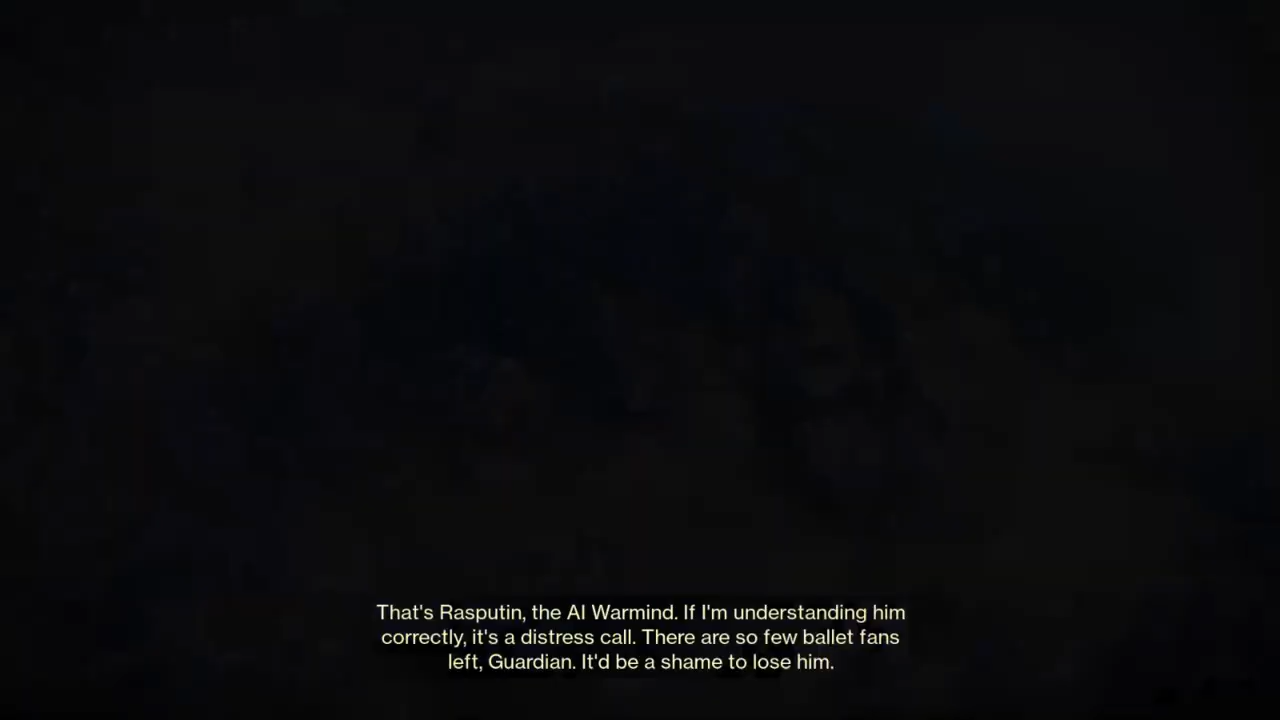 That's Rasputin, the AI Warmind. If I'm understanding him
correctly, it's a distress call. There are so few ballet fans
left, Guardian. It'd be a shame to lose him.